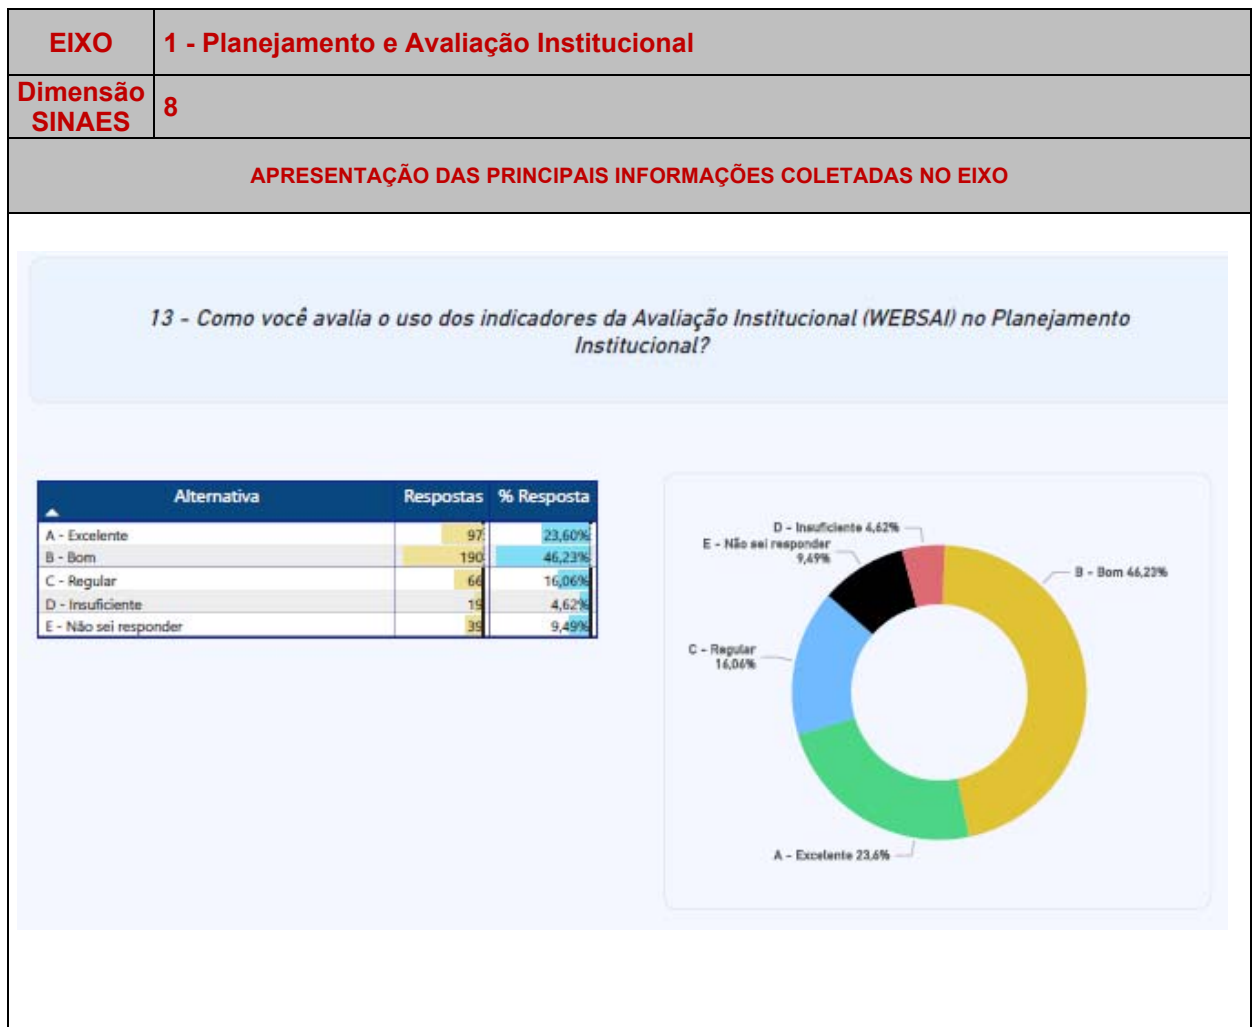 EIXO 1 - Planejamento e Avaliação Institucional
Dimensão SINAES 8
APRESENTAÇÃO DAS PRINCIPAIS INFORMAÇÕES COLETADAS NO EIXO
13 - Como você avalia o uso dos indicadores da Avaliação Institucional (WEBSAI) no Planejamento
Institucional?
Alternativa Respostas % Resposta
A - Excelente 97 23,60%
B - Bom 190 46,23%
C - Regular 66 16,06%
D - Insuficiente 19 4,62%
E - Não sei responder 39 9,49%
D - Insuficiente 4,62%
E - Não sei responder
9,49%
B - Bom 46,23%
C - Regular
16,06%
A - Excelente 23,6%